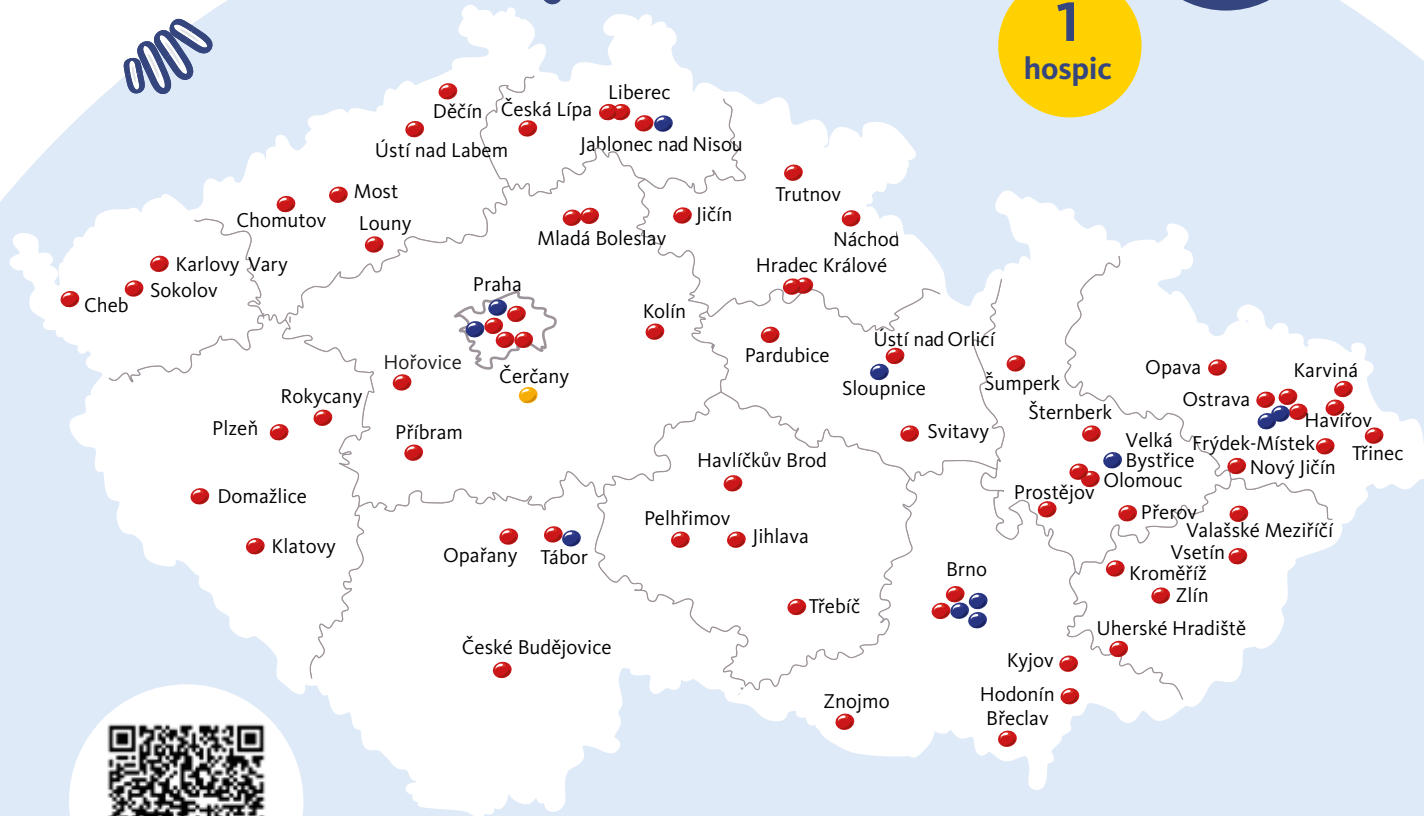 1
hospic
Liberec
Děčín
Česká Lípa
Ústí nad Labem
Jablonec nad Nisou
Most
Trutnov
Chomutov
Louny
Jičín
Mladá Boleslav
Náchod
Karlovy Vary
Hradec Králové
Sokolov
Praha
Cheb
Kolín
Ústí nad Orlicí
Pardubice
Hořovice
Opava
Karviná
Čerčany
Sloupnice
Šumperk
Rokycany
Ostrava
Šternberk
Havířov
Plzeň
Příbram
Svitavy
Velká
Bystřice
Frýdek-Místek
Třinec
Havlíčkův Brod
Nový Jičín
Olomouc
Domažlice
Prostějov
Přerov
Pelhřimov
Valašské Meziříčí
Jihlava
Klatovy
Opařany
Tábor
Vsetín
Brno
Kroměříž
Zlín
Třebíč
Uherské Hradiště
České Budějovice
Kyjov
Hodonín
Znojmo
Břeclav